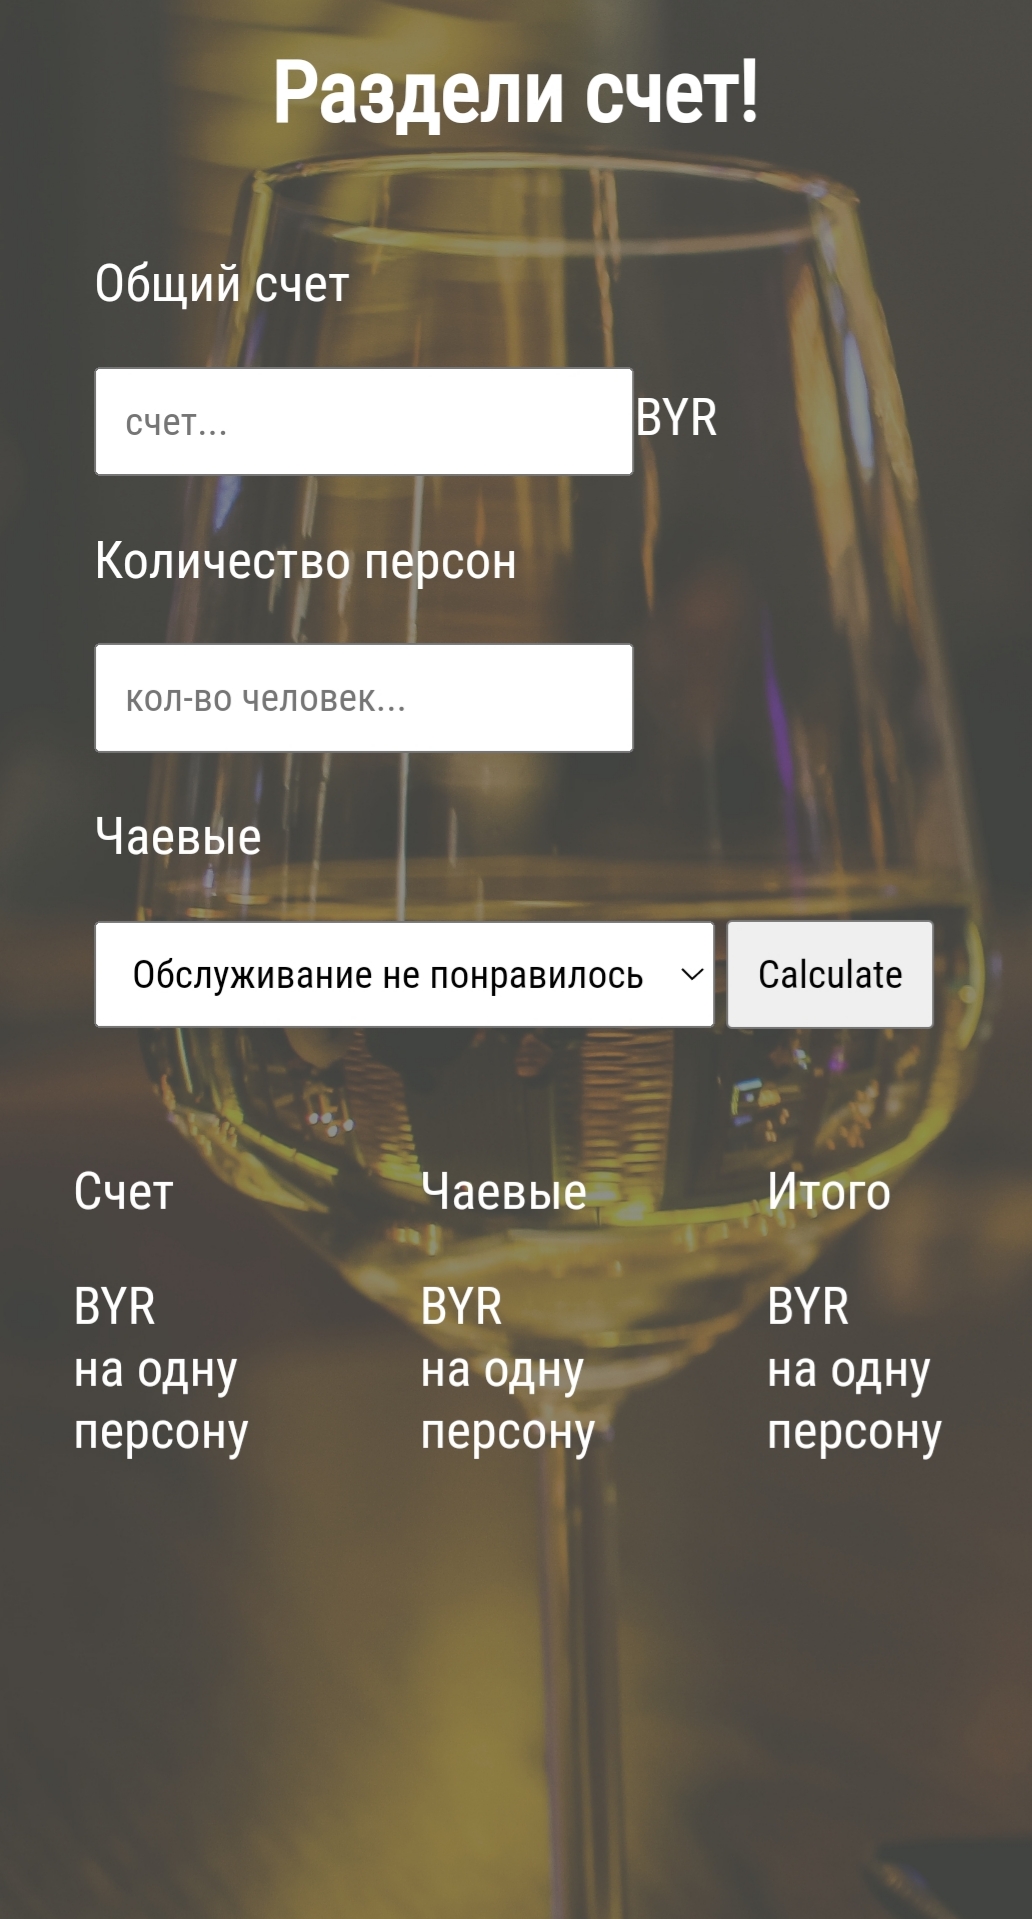 Раздели счет!
Общий счет
счет...
BYR
Количество персон
кол-во человек...
Чаевые
Обслуживание не понравилось
Calculate
Счет
Чаевые
Итого
BYR
на одну
персону
BYR
на одну
персону
BYR
на одну
персону